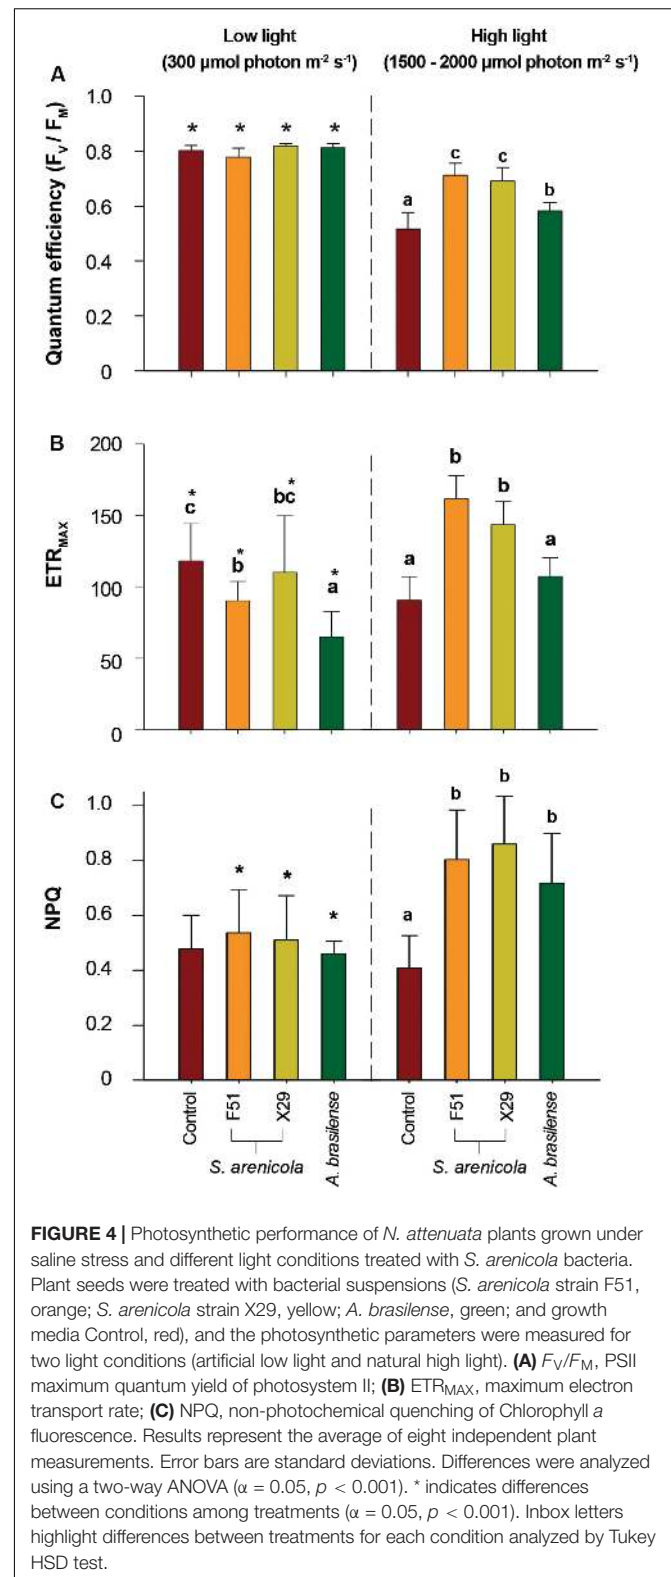 Low light
(300 µmol photon m-2 s-1)
High light
(1500 - 2000 µmol photon m-2 s-1)
A
Quantum efficiency (FV / FM)
1.0
0.8
0.6
0.4
0.2
0
*
*
*
*
a
c
c
b
B
ETRMAX
200
150
100
50
0
*
c
*
b
*
bc
*
a
a
b
b
a
C
NPQ
1.0
0.8
0.6
0.4
0.2
0
*
*
*
a
b
b
b
Control
F51
X29
A. brasilense
S. arenicola
Control
F51
X29
A. brasilense
S. arenicola
FIGURE 4 | Photosynthetic performance of N. attenuata plants grown under
saline stress and different light conditions treated with S. arenicola bacteria.
Plant seeds were treated with bacterial suspensions (S. arenicola strain F51,
orange; S. arenicola strain X29, yellow; A. brasilense, green; and growth
media Control, red), and the photosynthetic parameters were measured for
two light conditions (artificial low light and natural high light). (A) FV/FM, PSII
maximum quantum yield of photosystem II; (B) ETRMAX, maximum electron
transport rate; (C) NPQ, non-photochemical quenching of Chlorophyll a
fluorescence. Results represent the average of eight independent plant
measurements. Error bars are standard deviations. Differences were analyzed
using a two-way ANOVA (α = 0.05, p < 0.001). * indicates differences
between conditions among treatments (α = 0.05, p < 0.001). Inbox letters
highlight differences between treatments for each condition analyzed by Tukey
HSD test.